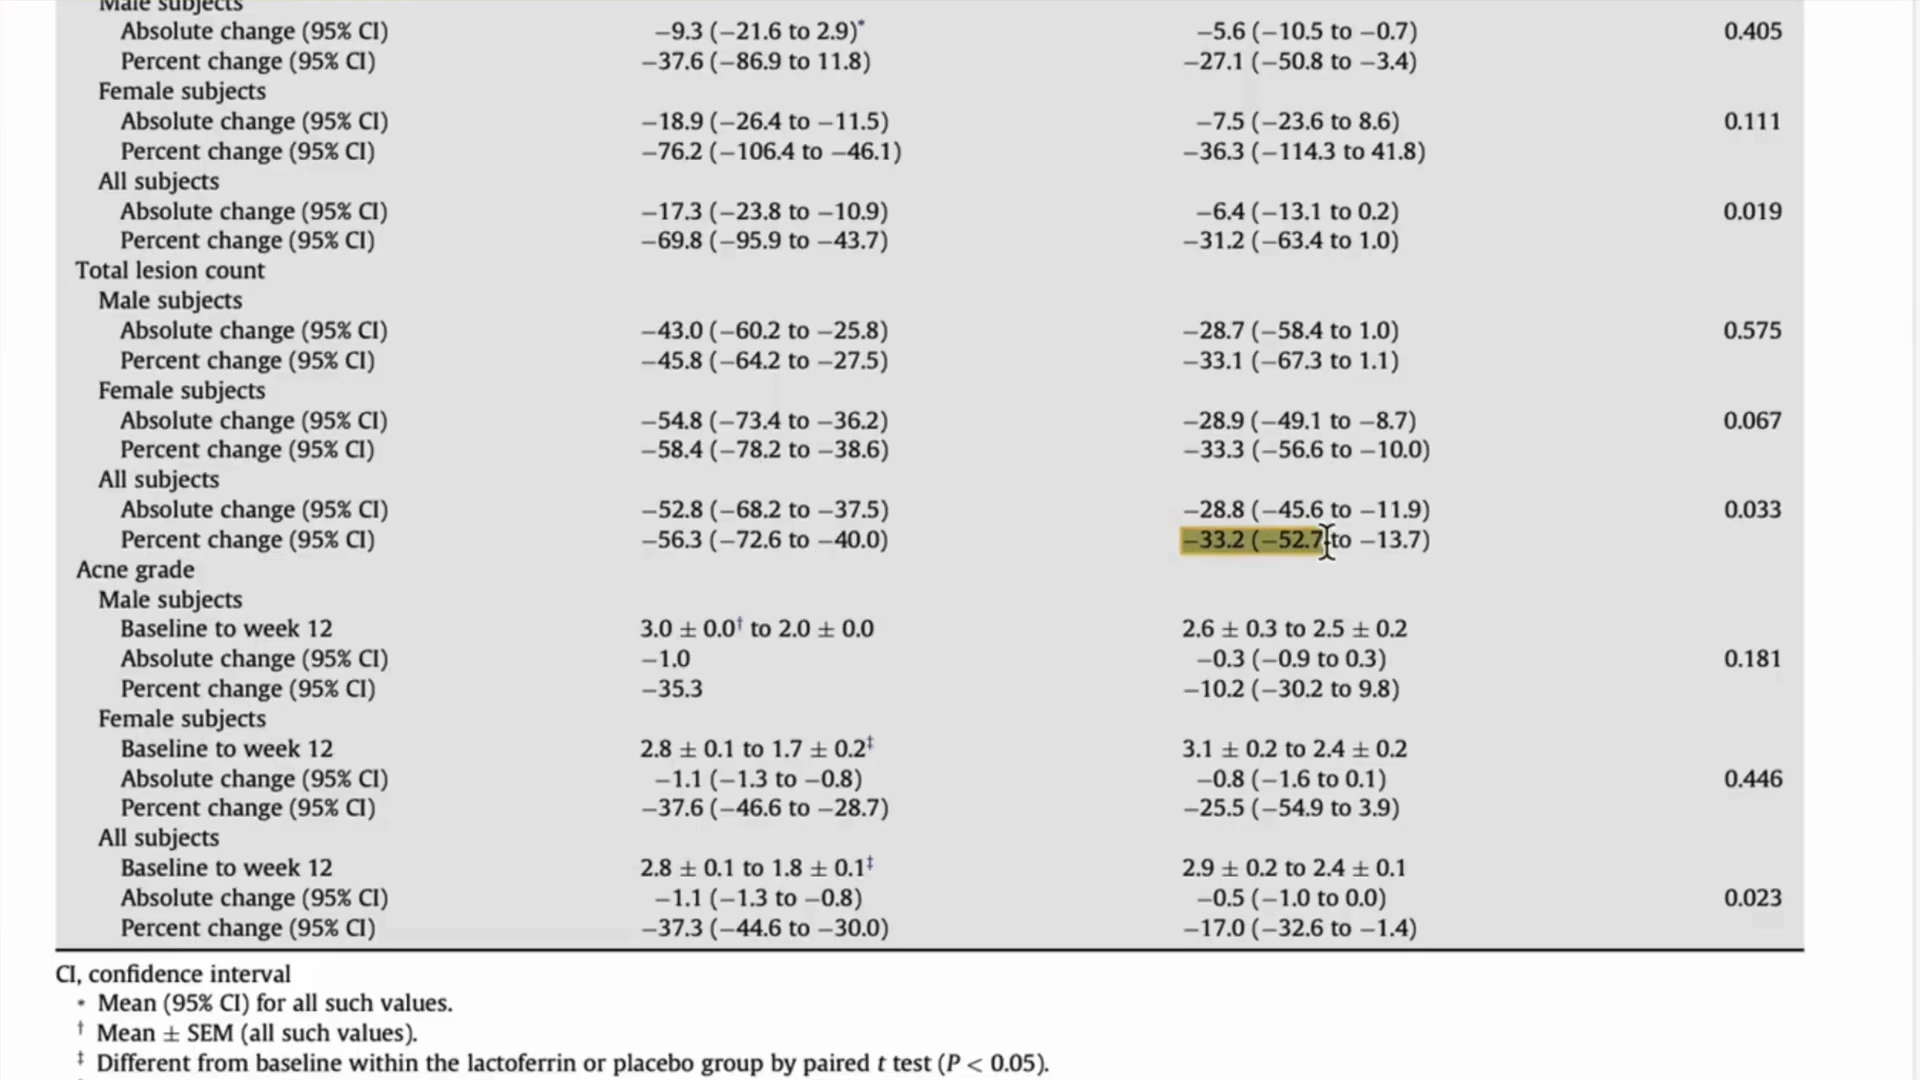 Male subjects
Absolute change (95% CI) −9.3 (−21.6 to 2.9)* −5.6 (−10.5 to −0.7) 0.405
Percent change (95% CI) −37.6 (−86.9 to 11.8) −27.1 (−50.8 to −3.4)
Female subjects
Absolute change (95% CI) −18.9 (−26.4 to −11.5) −7.5 (−23.6 to 8.6) 0.111
Percent change (95% CI) −76.2 (−106.4 to −46.1) −36.3 (−114.3 to 41.8)
All subjects
Absolute change (95% CI) −17.3 (−23.8 to −10.9) −6.4 (−13.1 to 0.2) 0.019
Percent change (95% CI) −69.8 (−95.9 to −43.7) −31.2 (−63.4 to 1.0)
Total lesion count
Male subjects
Absolute change (95% CI) −43.0 (−60.2 to −25.8) −28.7 (−58.4 to 1.0) 0.575
Percent change (95% CI) −45.8 (−64.2 to −27.5) −33.1 (−67.3 to 1.1)
Female subjects
Absolute change (95% CI) −54.8 (−73.4 to −36.2) −28.9 (−49.1 to −8.7) 0.067
Percent change (95% CI) −58.4 (−78.2 to −38.6) −33.3 (−56.6 to −10.0)
All subjects
Absolute change (95% CI) −52.8 (−68.2 to −37.5) −28.8 (−45.6 to −11.9) 0.033
Percent change (95% CI) −56.3 (−72.6 to −40.0) −33.2 (−52.7 to −13.7)
Acne grade
Male subjects
Baseline to week 12 3.0 ± 0.0† to 2.0 ± 0.0 2.6 ± 0.3 to 2.5 ± 0.2
Absolute change (95% CI) −1.0 −0.3 (−0.9 to 0.3) 0.181
Percent change (95% CI) −35.3 −10.2 (−30.2 to 9.8)
Female subjects
Baseline to week 12 2.8 ± 0.1 to 1.7 ± 0.2‡ 3.1 ± 0.2 to 2.4 ± 0.2
Absolute change (95% CI) −1.1 (−1.3 to −0.8) −0.8 (−1.6 to 0.1) 0.446
Percent change (95% CI) −37.6 (−46.6 to −28.7) −25.5 (−54.9 to 3.9)
All subjects
Baseline to week 12 2.8 ± 0.1 to 1.8 ± 0.1‡ 2.9 ± 0.2 to 2.4 ± 0.1
Absolute change (95% CI) −1.1 (−1.3 to −0.8) −0.5 (−1.0 to 0.0) 0.023
Percent change (95% CI) −37.3 (−44.6 to −30.0) −17.0 (−32.6 to −1.4)
CI, confidence interval
* Mean (95% CI) for all such values.
† Mean ± SEM (all such values).
‡ Different from baseline within the lactoferrin or placebo group by paired t test (P < 0.05).